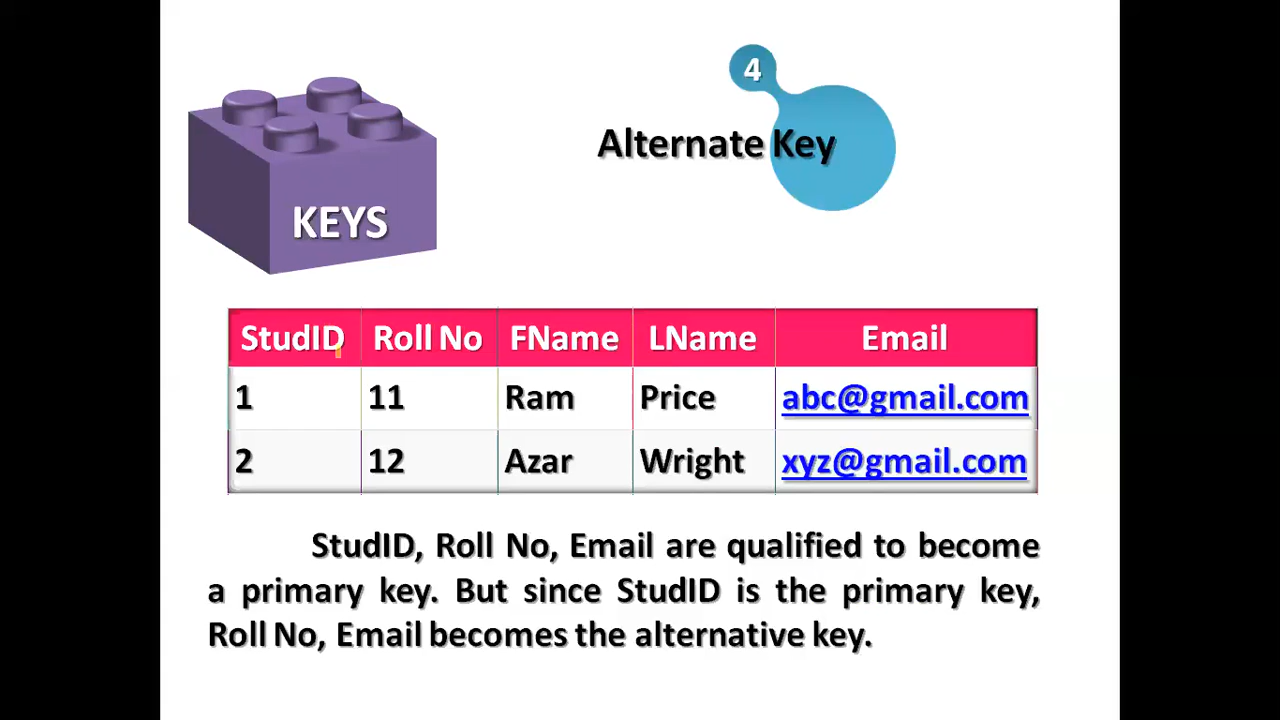 4
Alternate Key
KEYS
StudID Roll No FName LName Email
1 11 Ram Price abc@gmail.com
2 12 Azar Wright xyz@gmail.com
StudID, Roll No, Email are qualified to become
a primary key. But since StudID is the primary key,
Roll No, Email becomes the alternative key.